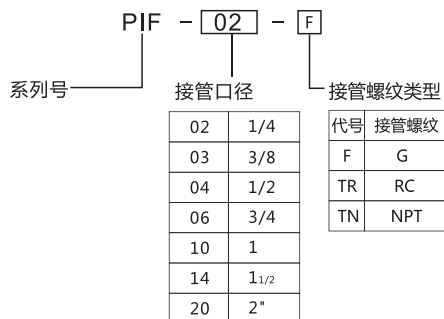 PIF - 02 - F
系列号
接管口径
接管螺纹类型
02 1/4
03 3/8
04 1/2
06 3/4
10 1
14 11/2
20 2"
代号 接管螺纹
F G
TR RC
TN NPT